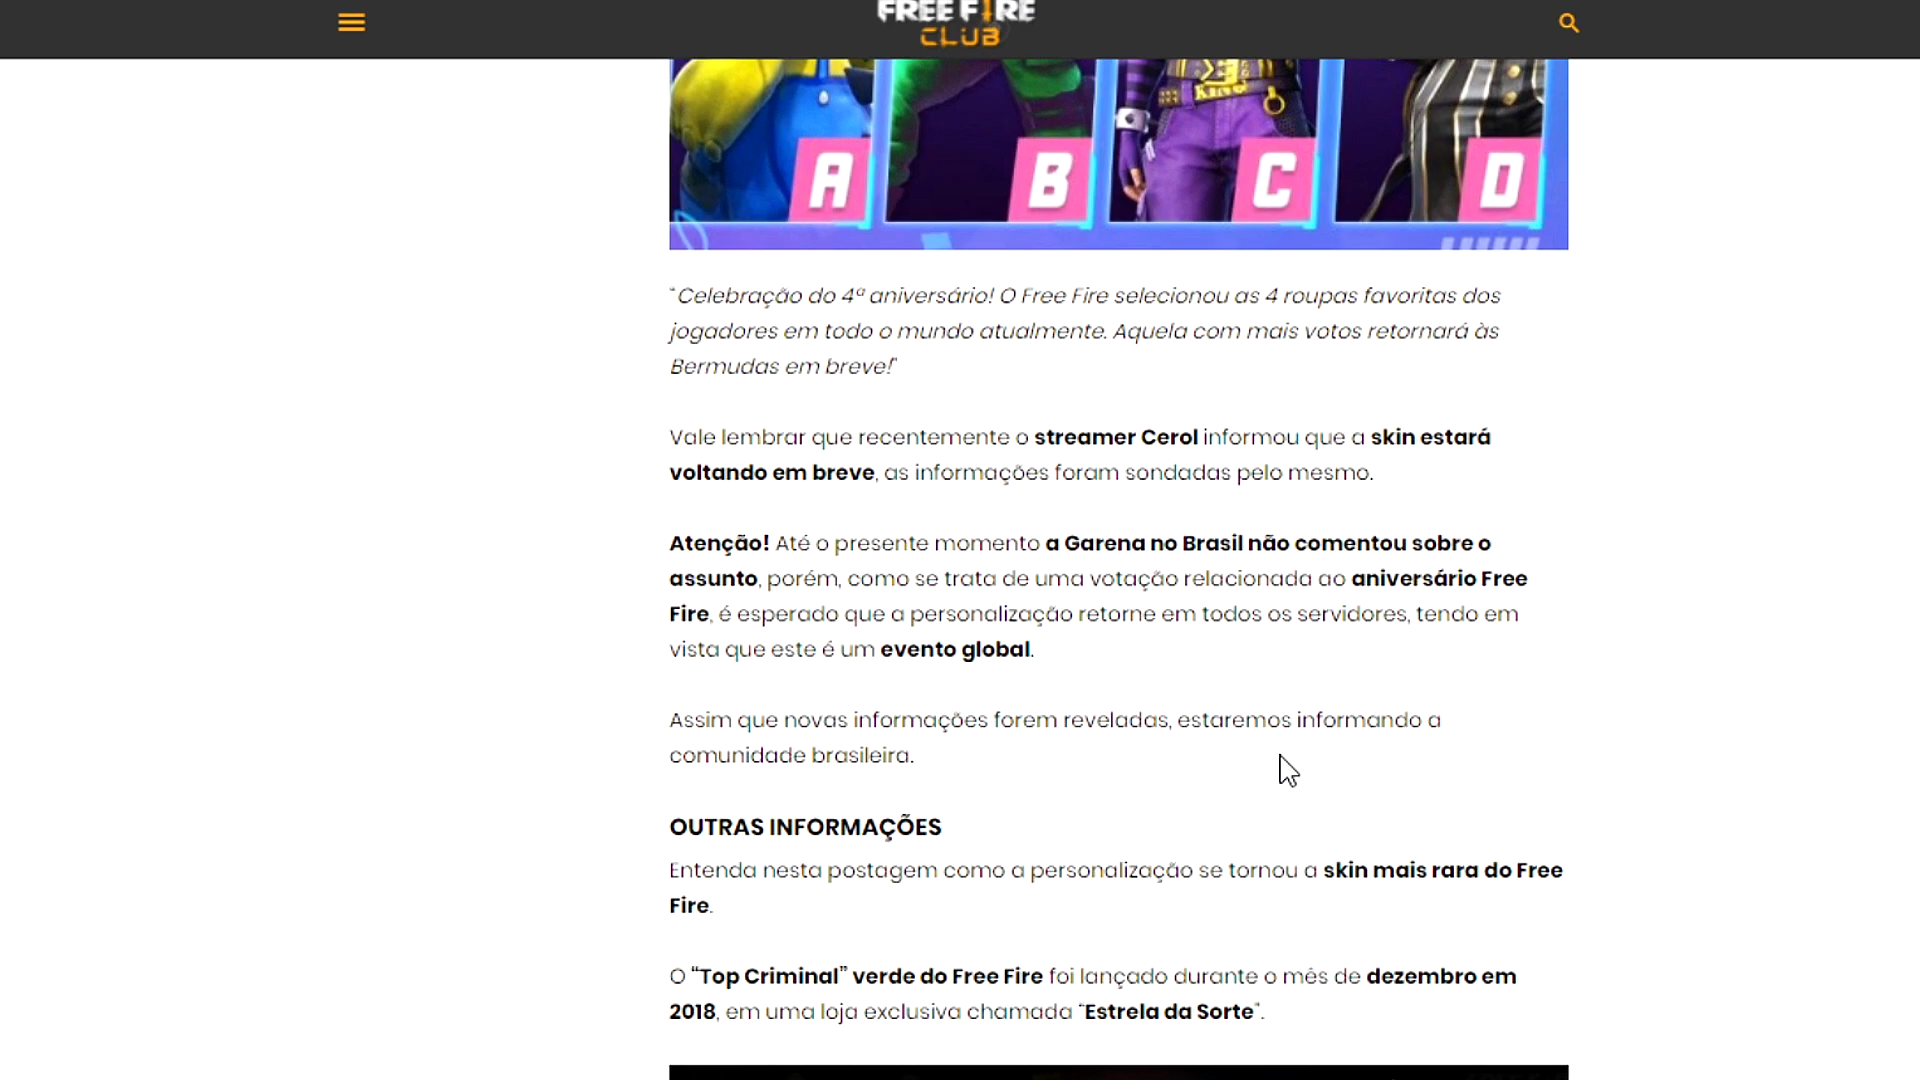 FREE FIRE
CLUB
KING
A
B
C
D
“Celebração do 4º aniversário! O Free Fire selecionou as 4 roupas favoritas dos
jogadores em todo o mundo atualmente. Aquela com mais votos retornará às
Bermudas em breve!”
Vale lembrar que recentemente o streamer Cerol informou que a skin estará
voltando em breve, as informações foram sondadas pelo mesmo.
Atenção! Até o presente momento a Garena no Brasil não comentou sobre o
assunto, porém, como se trata de uma votação relacionada ao aniversário Free
Fire, é esperado que a personalização retorne em todos os servidores, tendo em
vista que este é um evento global.
Assim que novas informações forem reveladas, estaremos informando a
comunidade brasileira.
OUTRAS INFORMAÇÕES
Entenda nesta postagem como a personalização se tornou a skin mais rara do Free
Fire.
O “Top Criminal” verde do Free Fire foi lançado durante o mês de dezembro em
2018, em uma loja exclusiva chamada “Estrela da Sorte”.